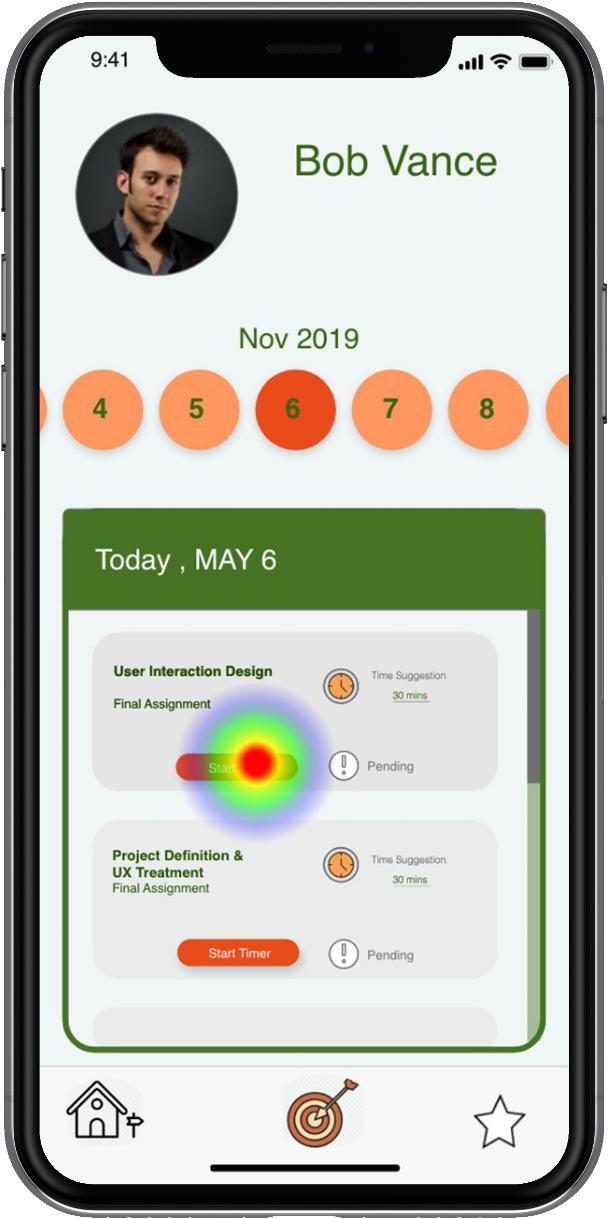 9:41
Bob Vance
Nov 2019
4 5 6 7 8
Today , MAY 6
User Interaction Design
Time Suggestion
30 mins
Final Assignment
Start
Pending
Project Definition &
UX Treatment
Final Assignment
Time Suggestion
30 mins
Start Timer
Pending